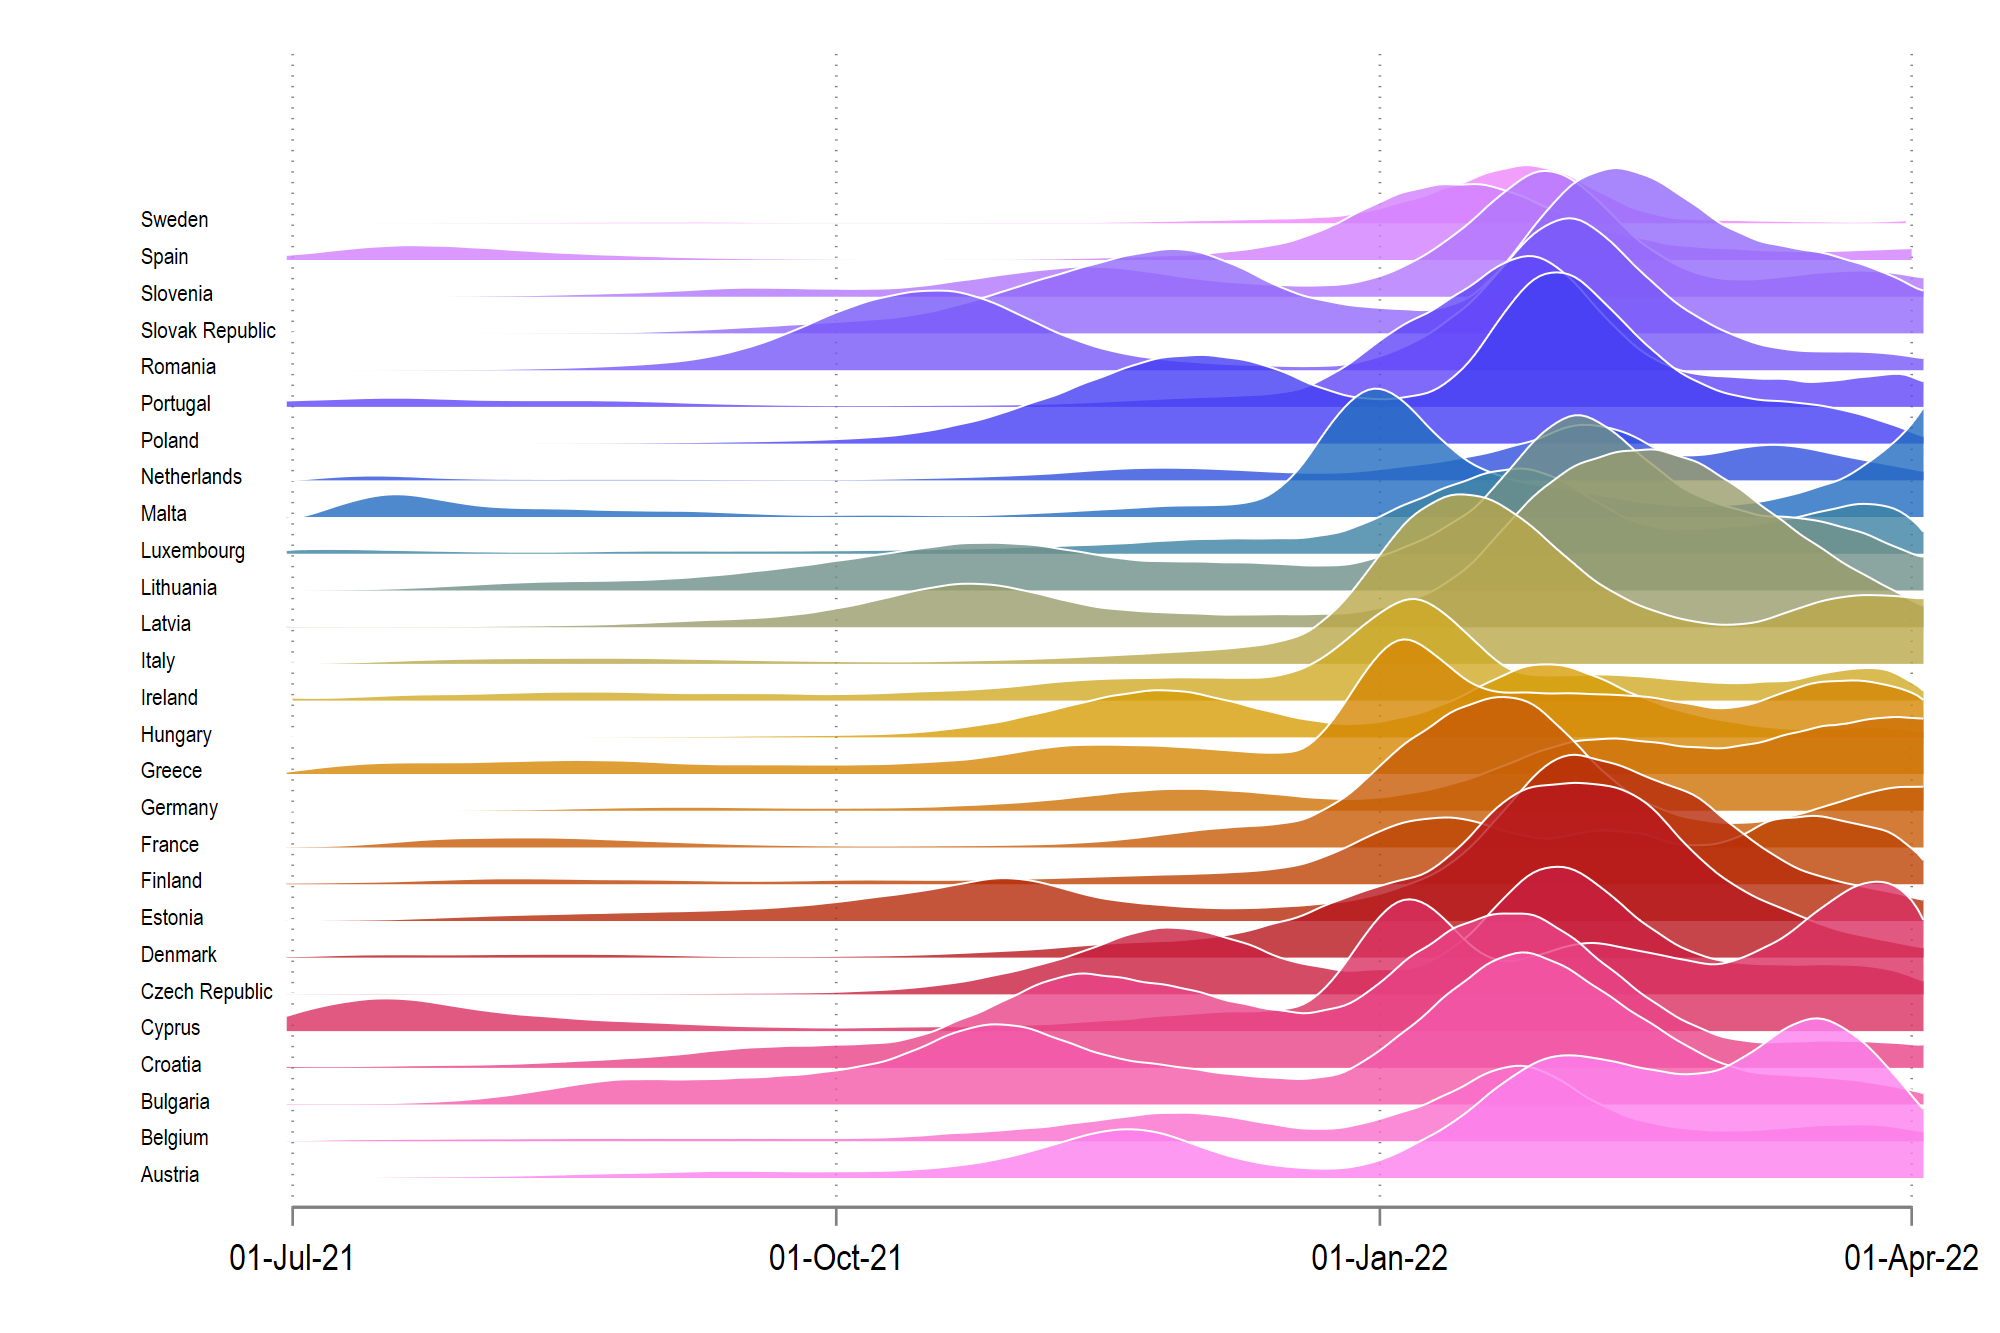 Sweden
Spain
Slovenia
Slovak Republic
Romania
Portugal
Poland
Netherlands
Malta
Luxembourg
Lithuania
Latvia
Italy
Ireland
Hungary
Greece
Germany
France
Finland
Estonia
Denmark
Czech Republic
Cyprus
Croatia
Bulgaria
Belgium
Austria
01-Jul-21 01-Oct-21 01-Jan-22 01-Apr-22